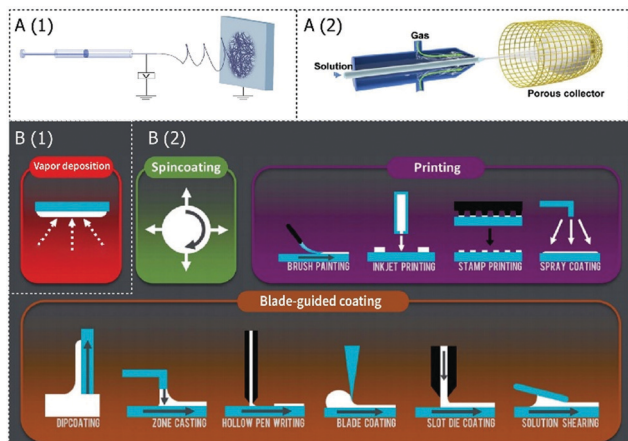 A (1)
A (2)
Gas
Solution
Porous collector
V
B (1)
B (2)
Vapor deposition
Spincoating
Printing
BRUSH PAINTING
INKJET PRINTING
STAMP PRINTING
SPRAY COATING
Blade-guided coating
DIPCOATING
ZONE CASTING
HOLLOW PEN WRITING
BLADE COATING
SLOT DIE COATING
SOLUTION SHEARING